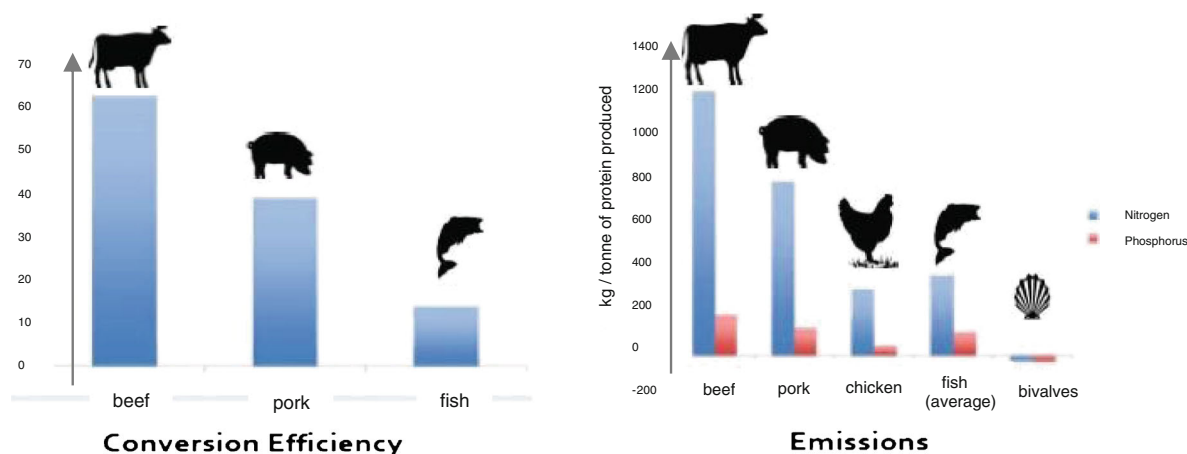 70
60
50
40
30
20
10
0
beef pork fish
Conversion Efficiency
kg / tonne of protein produced
1400
1200
1000
800
600
400
200
0
-200
beef pork chicken fish (average) bivalves
Nitrogen
Phosphorus
Emissions